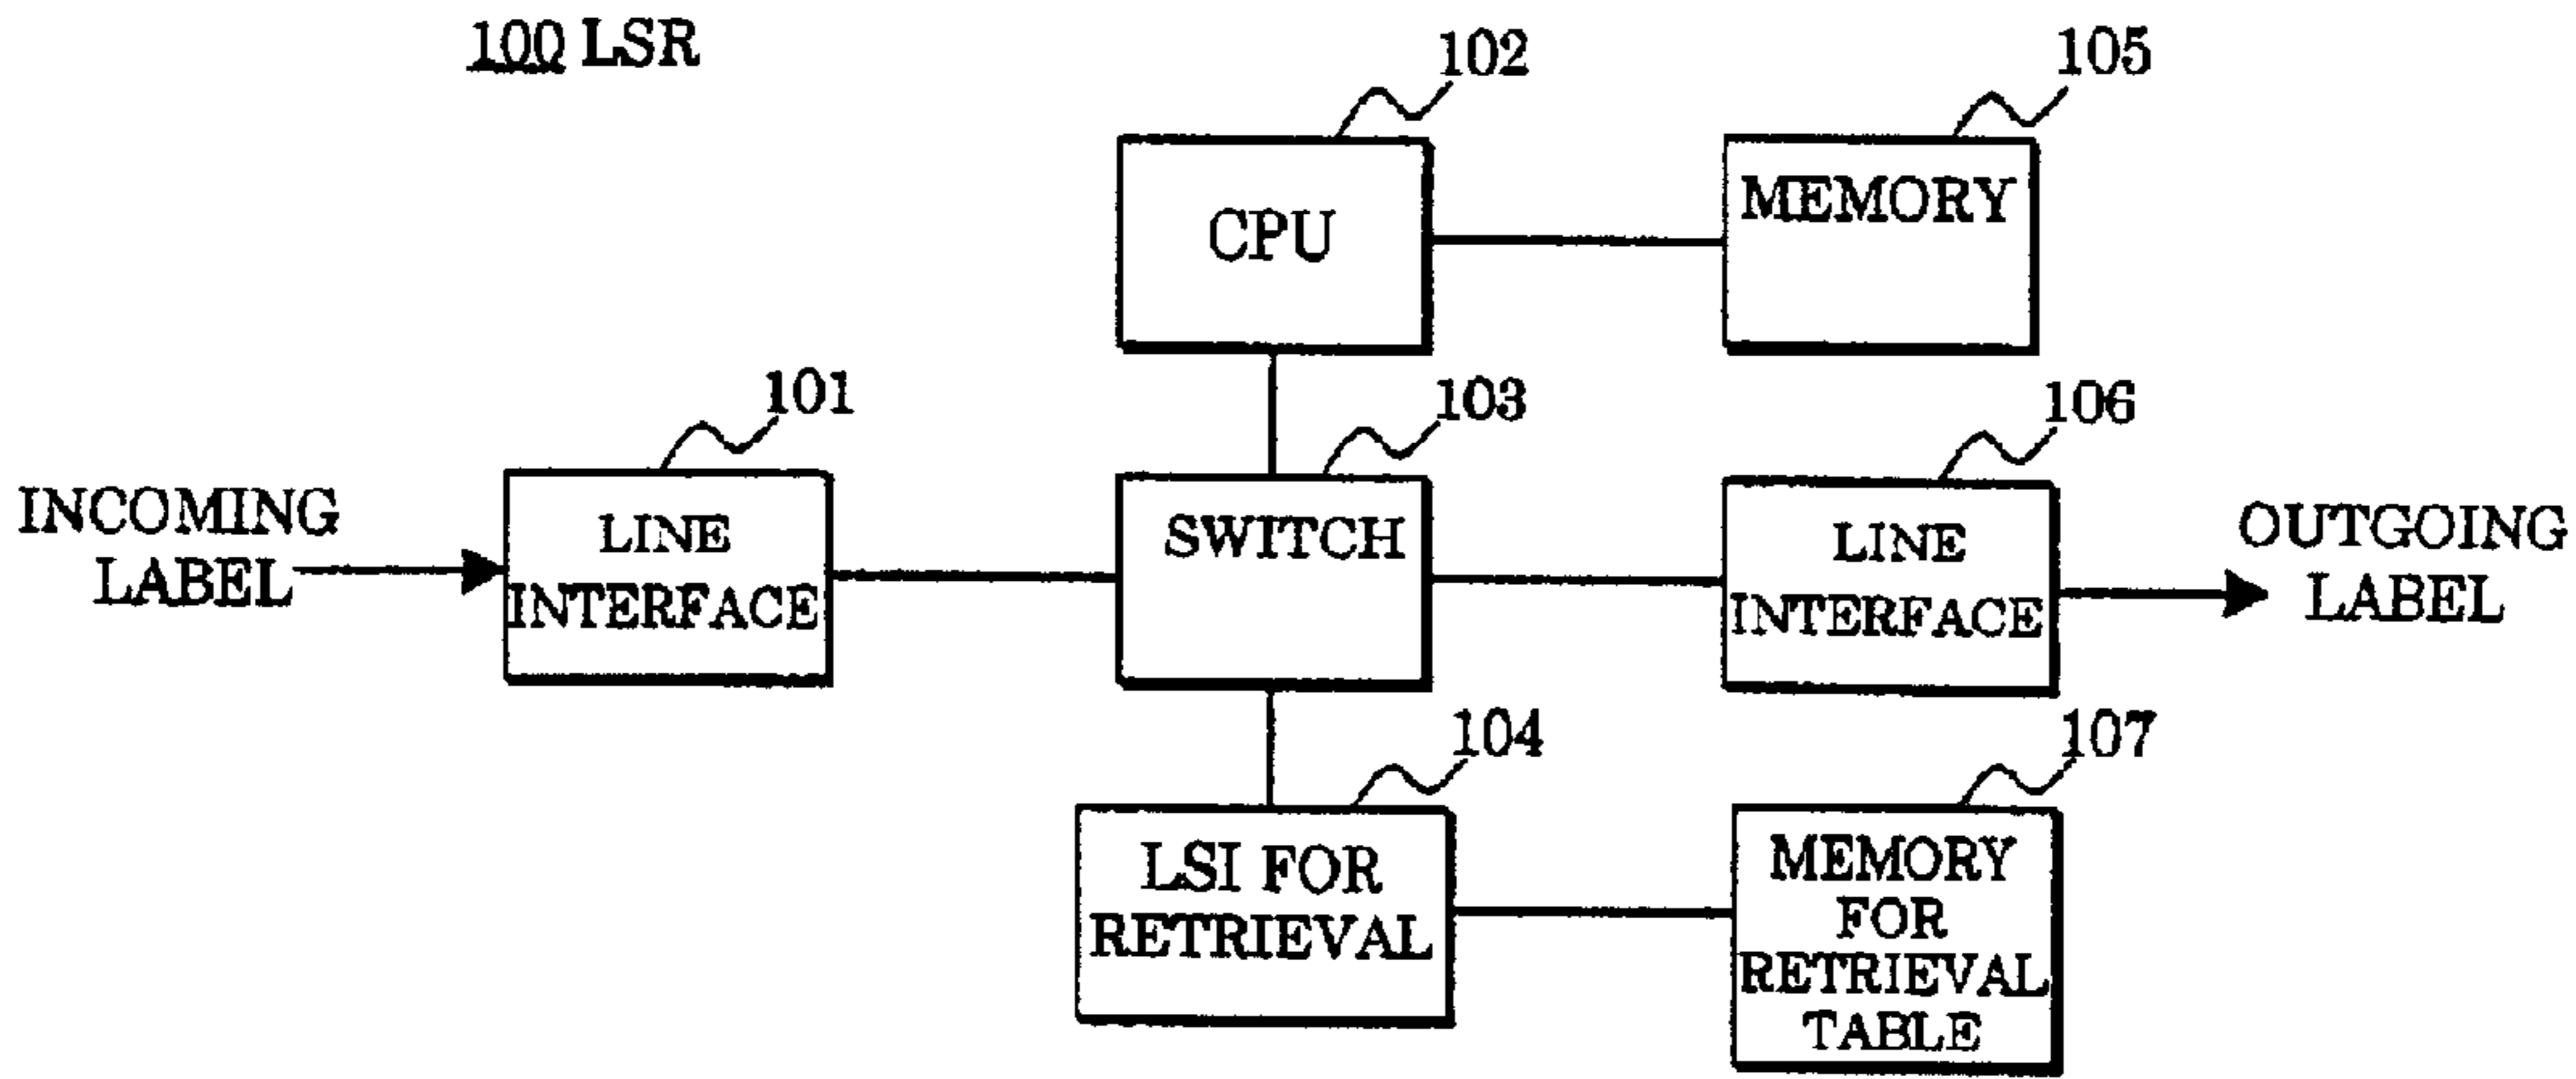 100 LSR
102
105
CPU
MEMORY
101
103
106
INCOMING
LABEL
LINE
INTERFACE
SWITCH
LINE
INTERFACE
OUTGOING
LABEL
104
107
LSI FOR
RETRIEVAL
MEMORY
FOR
RETRIEVAL
TABLE